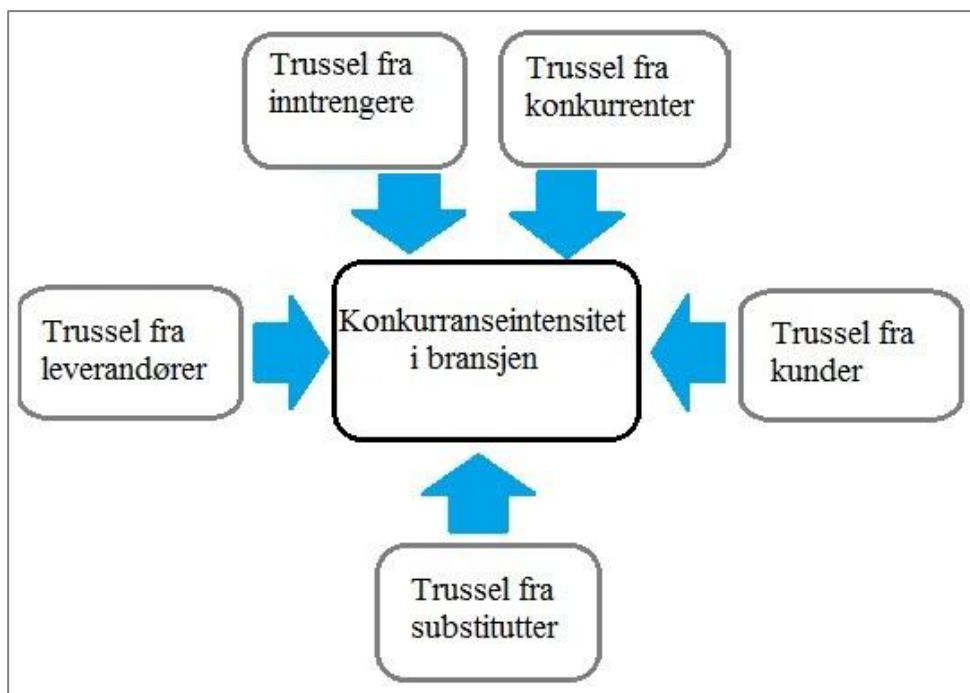 Trussel fra
inntrengere
Trussel fra
konkurrenter
Trussel fra
leverandører
Konkurranseintensitet
i bransjen
Trussel fra
kunder
Trussel fra
substitutter